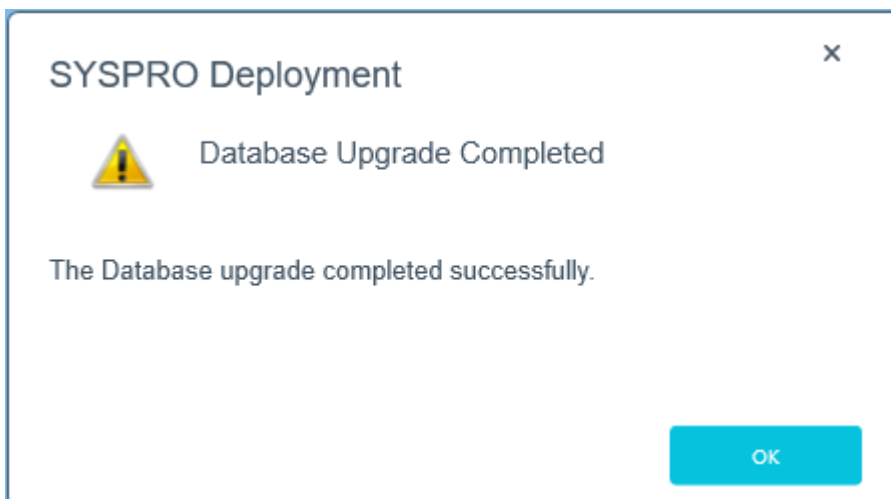 SYSPRO Deployment
Database Upgrade Completed
The Database upgrade completed successfully.
OK